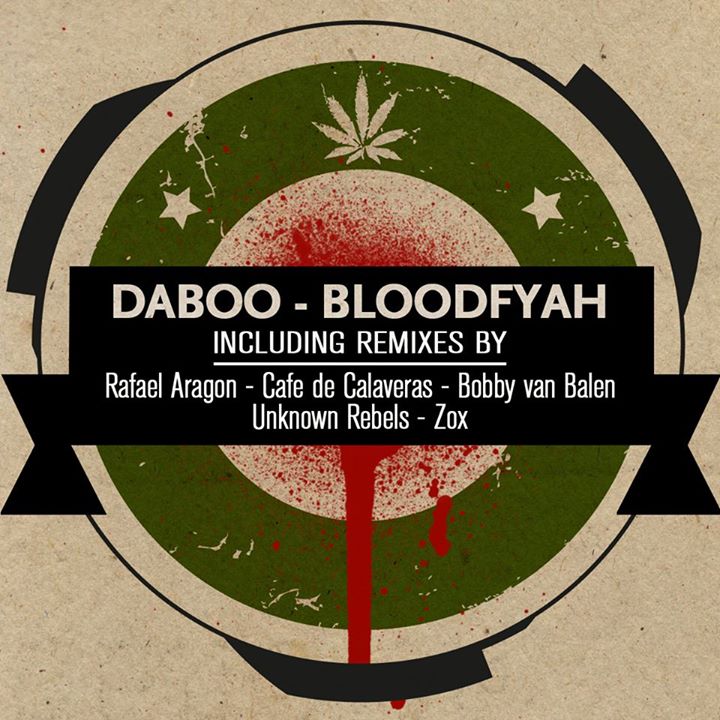 DABOO - BLOODFYAH
INCLUDING REMIXES BY
Rafael Aragon - Cafe de Calaveras - Bobby van Balen
Unknown Rebels - Zox